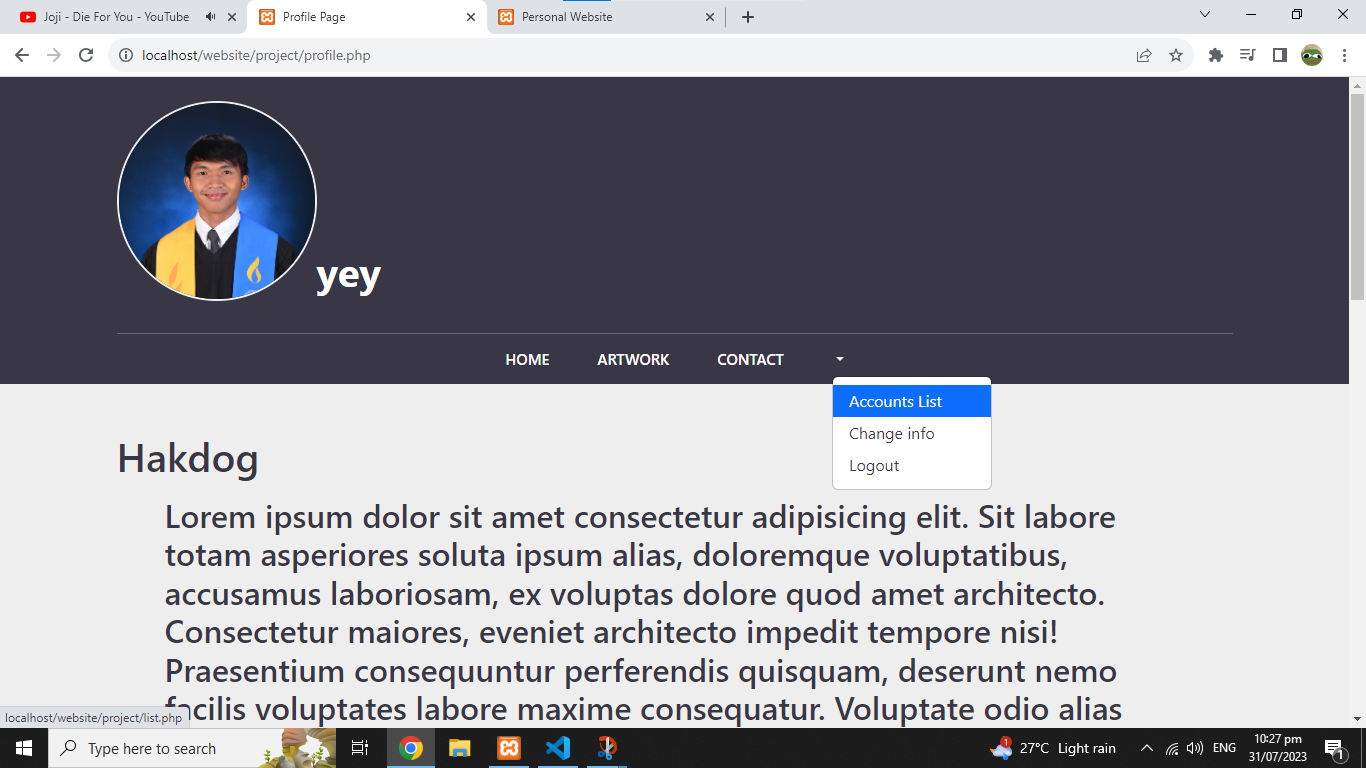 Joji - Die For You - YouTube
Profile Page
Personal Website
localhost/website/project/profile.php
yey
HOME ARTWORK CONTACT
Accounts List
Change info
Logout
Hakdog
Lorem ipsum dolor sit amet consectetur adipisicing elit. Sit labore
totam asperiores soluta ipsum alias, doloremque voluptatibus,
accusamus laboriosam, ex voluptas dolore quod amet architecto.
Consectetur maiores, eveniet architecto impedit tempore nisi!
Praesentium consequuntur perferendis quisquam, deserunt nemo
facilis voluptates labore maxime consequatur. Voluptate odio alias
localhost/website/project/list.php
Type here to search
1
27°C Light rain
ENG
10:27 pm
31/07/2023
1